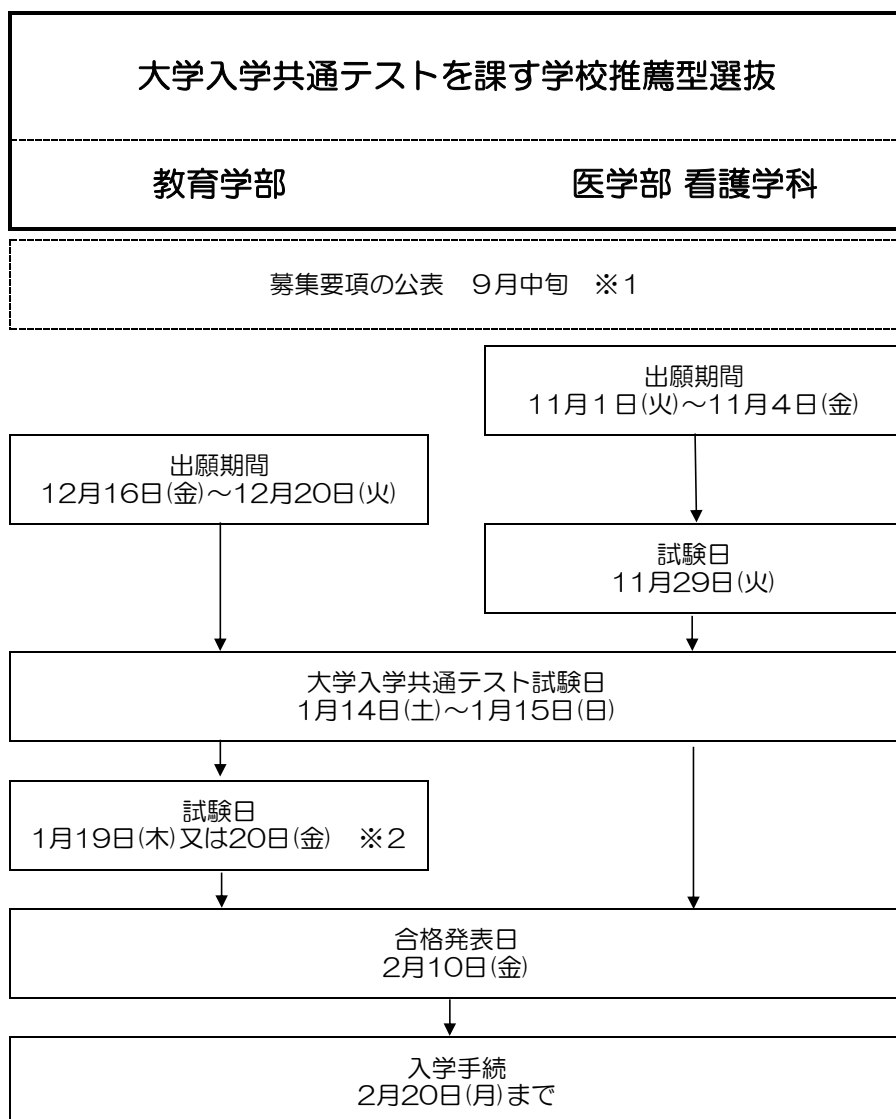 大学入学共通テストを課す学校推薦型選抜
教育学部
医学部 看護学科
募集要項の公表　９月中旬　※１
出願期間
11月１日(火)～11月４日(金)
出願期間
12月16日(金)～12月20日(火)
試験日
11月29日(火)
大学入学共通テスト試験日
1月14日(土)～1月15日(日)
試験日
1月19日(木)又は20日(金)　※２
合格発表日
2月10日(金)
入学手続
2月20日(月)まで